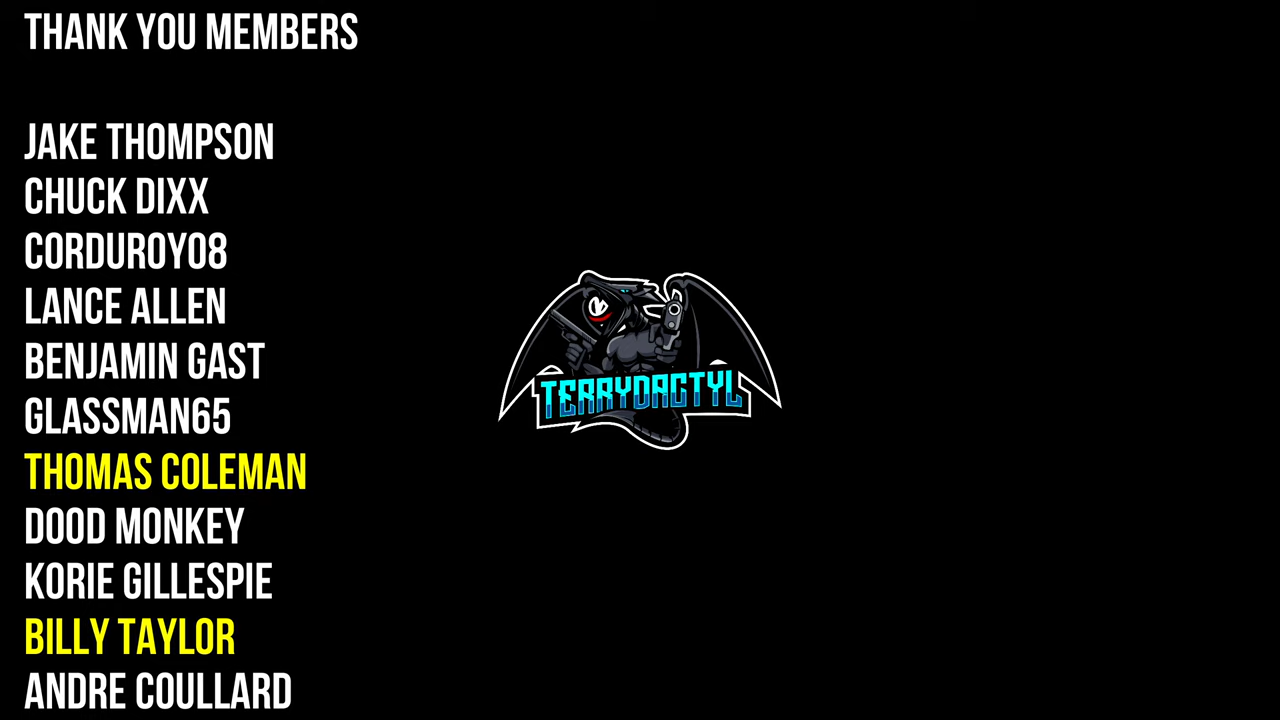 THANK YOU MEMBERS
JAKE THOMPSON
CHUCK DIXX
CORDUROY08
LANCE ALLEN
BENJAMIN GAST
GLASSMAN65
THOMAS COLEMAN
DOOD MONKEY
KORIE GILLESPIE
BILLY TAYLOR
ANDRE COULLARD
TERRYDACTYL